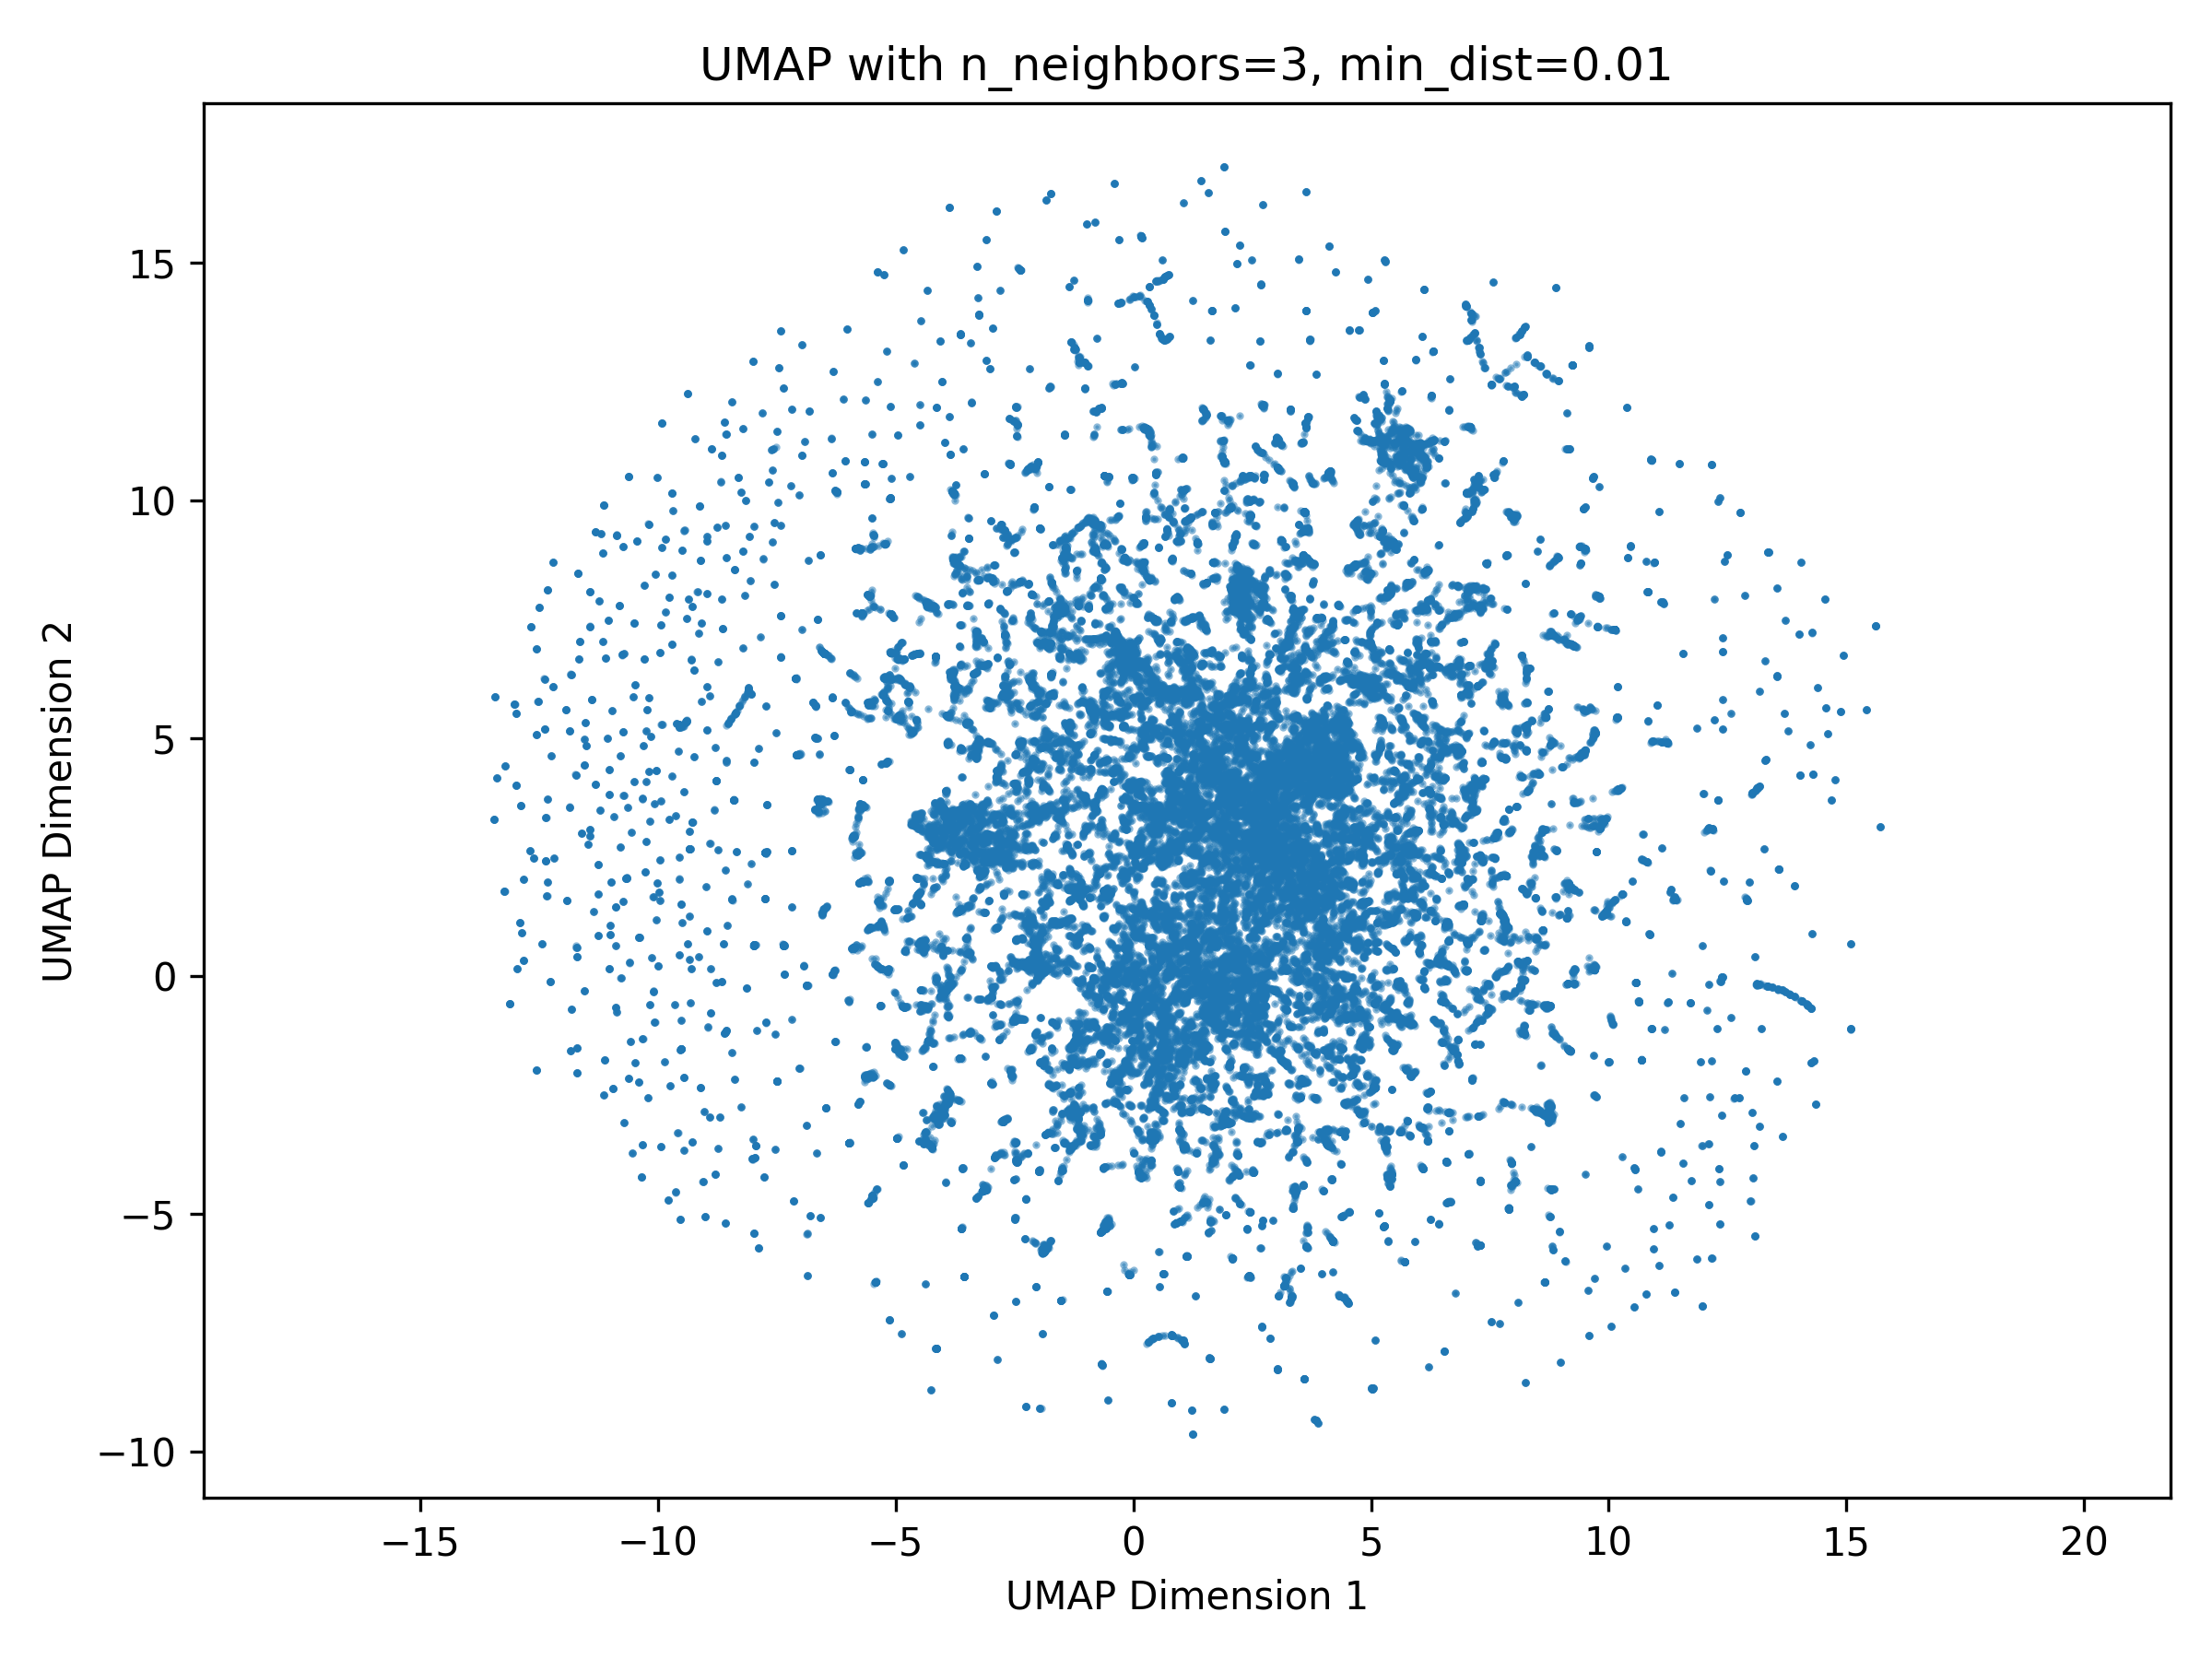 UMAP with n_neighbors=3, min_dist=0.01
UMAP Dimension 2
15
10
5
0
−5
−10
−15 −10 −5 0 5 10 15 20
UMAP Dimension 1